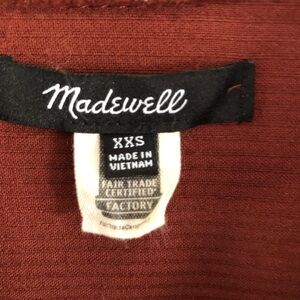 Madewell
XXS
MADE IN
VIETNAM
FAIR TRADE
CERTIFIED
FACTORY